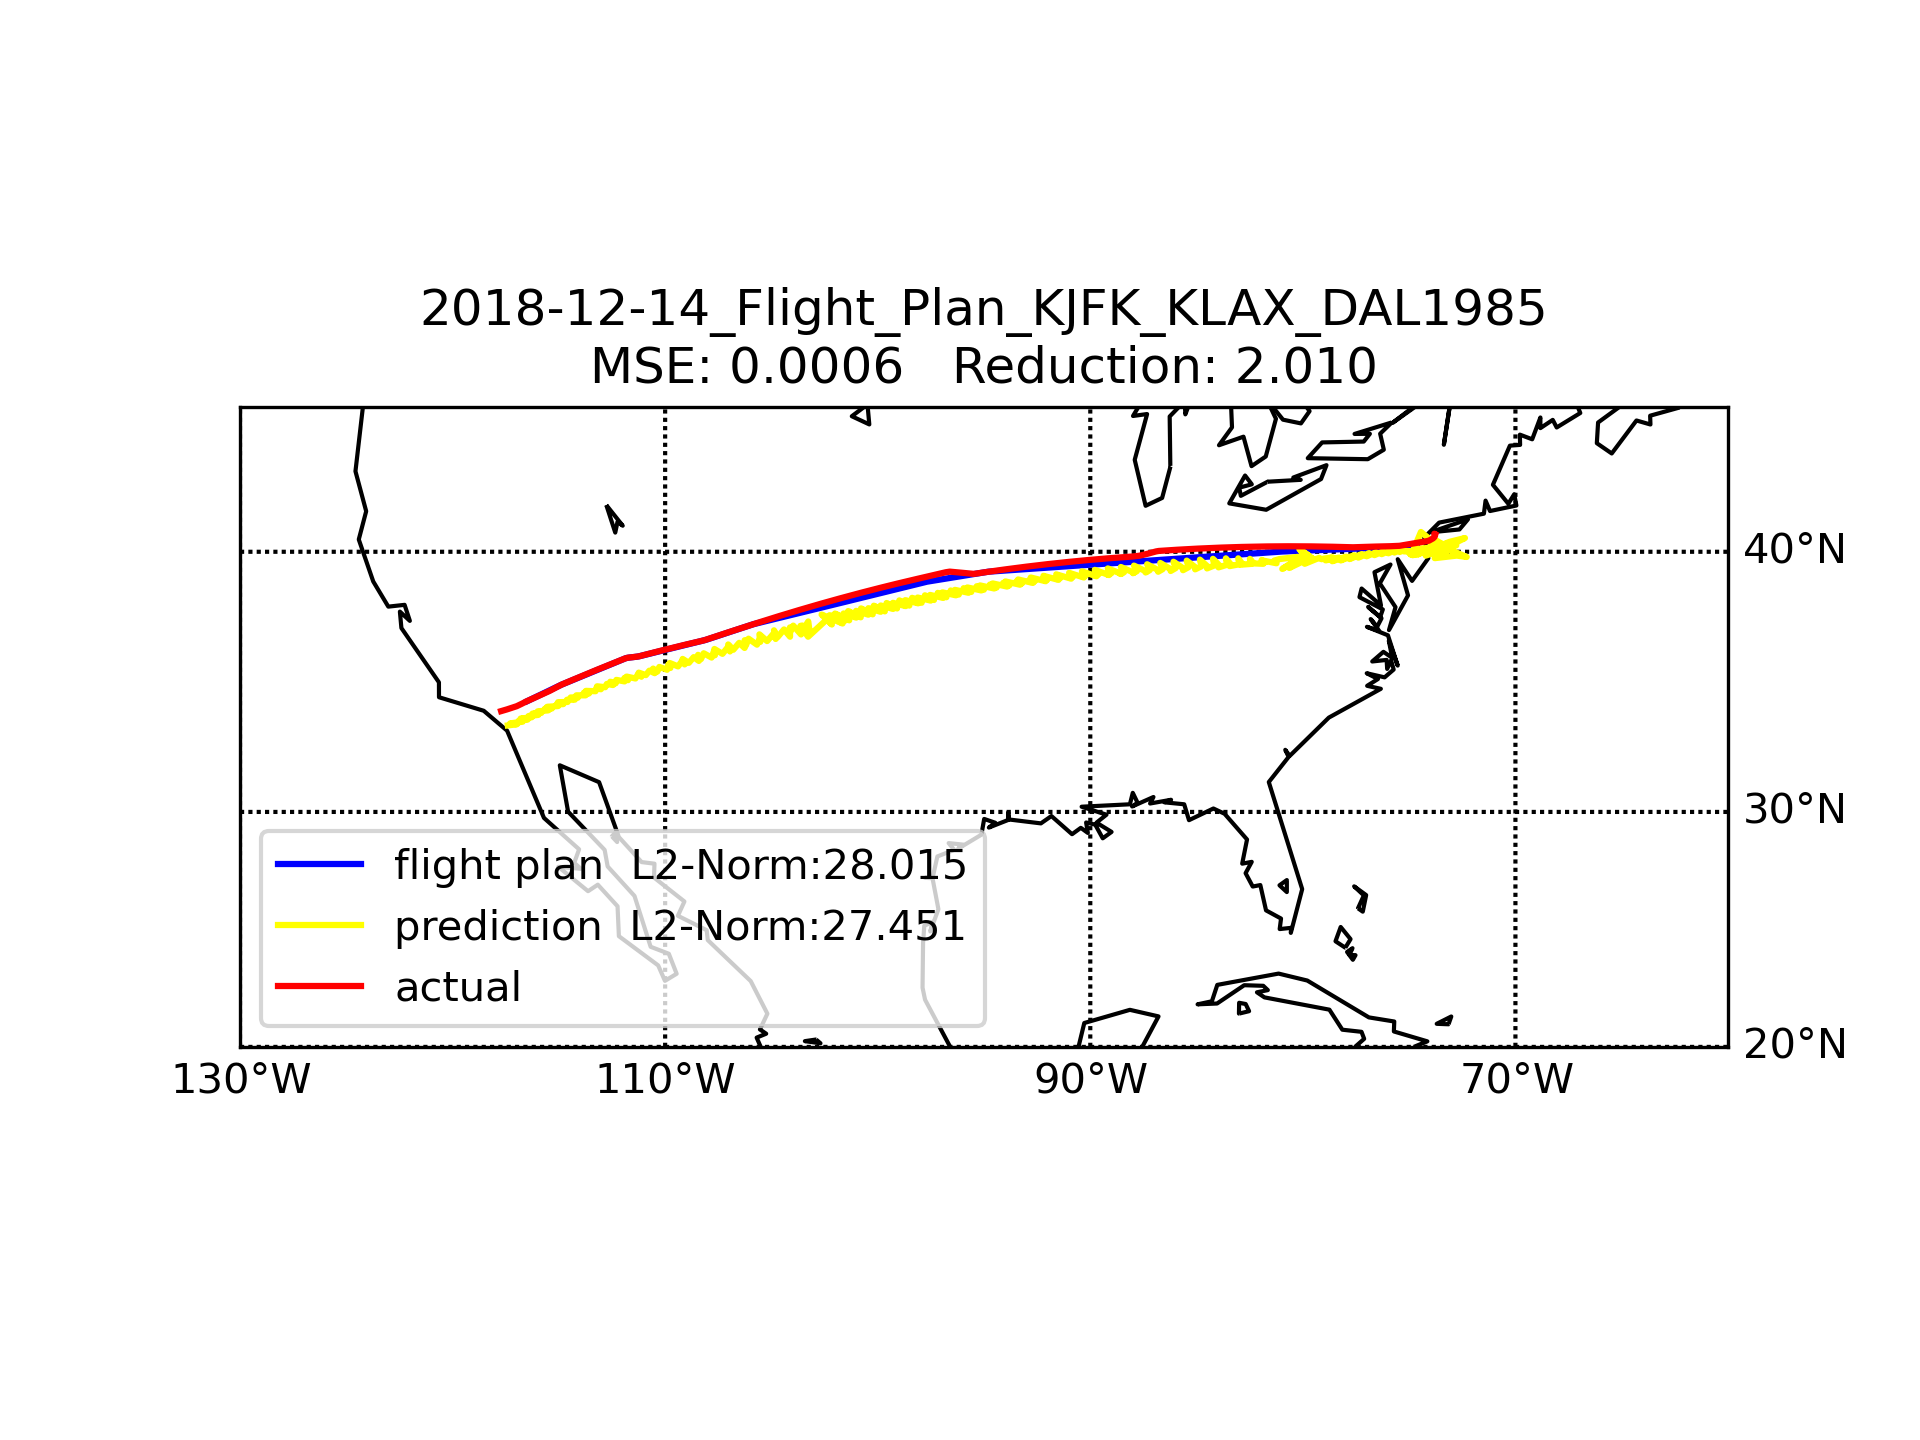 2018-12-14_Flight_Plan_KJFK_KLAX_DAL1985
MSE: 0.0006   Reduction: 2.010
40°N
30°N
20°N
flight plan  L2-Norm:28.015
prediction  L2-Norm:27.451
actual
130°W
110°W
90°W
70°W